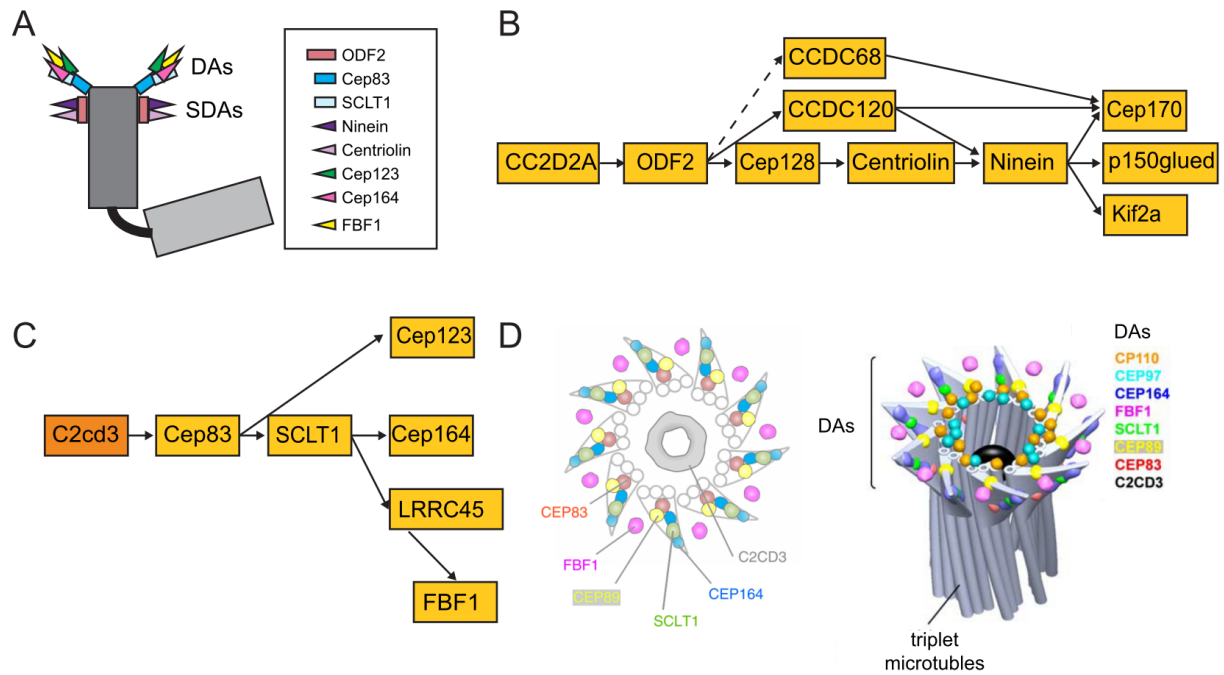 A
DAs
SDAs
ODF2
Cep83
SCLT1
Ninein
Centriolin
Cep123
Cep164
FBF1
B
CCDC68
CCDC120
Cep170
CC2D2A
ODF2
Cep128
Centriolin
Ninein
p150glued
Kif2a
C
Cep123
C2cd3
Cep83
SCLT1
Cep164
LRRC45
FBF1
D
CEP83
FBF1
CEP89
SCLT1
CEP164
C2CD3
DAs
DAs
CP110
CEP97
CEP164
FBF1
SCLT1
CEP89
CEP83
C2CD3
triplet
microtubles